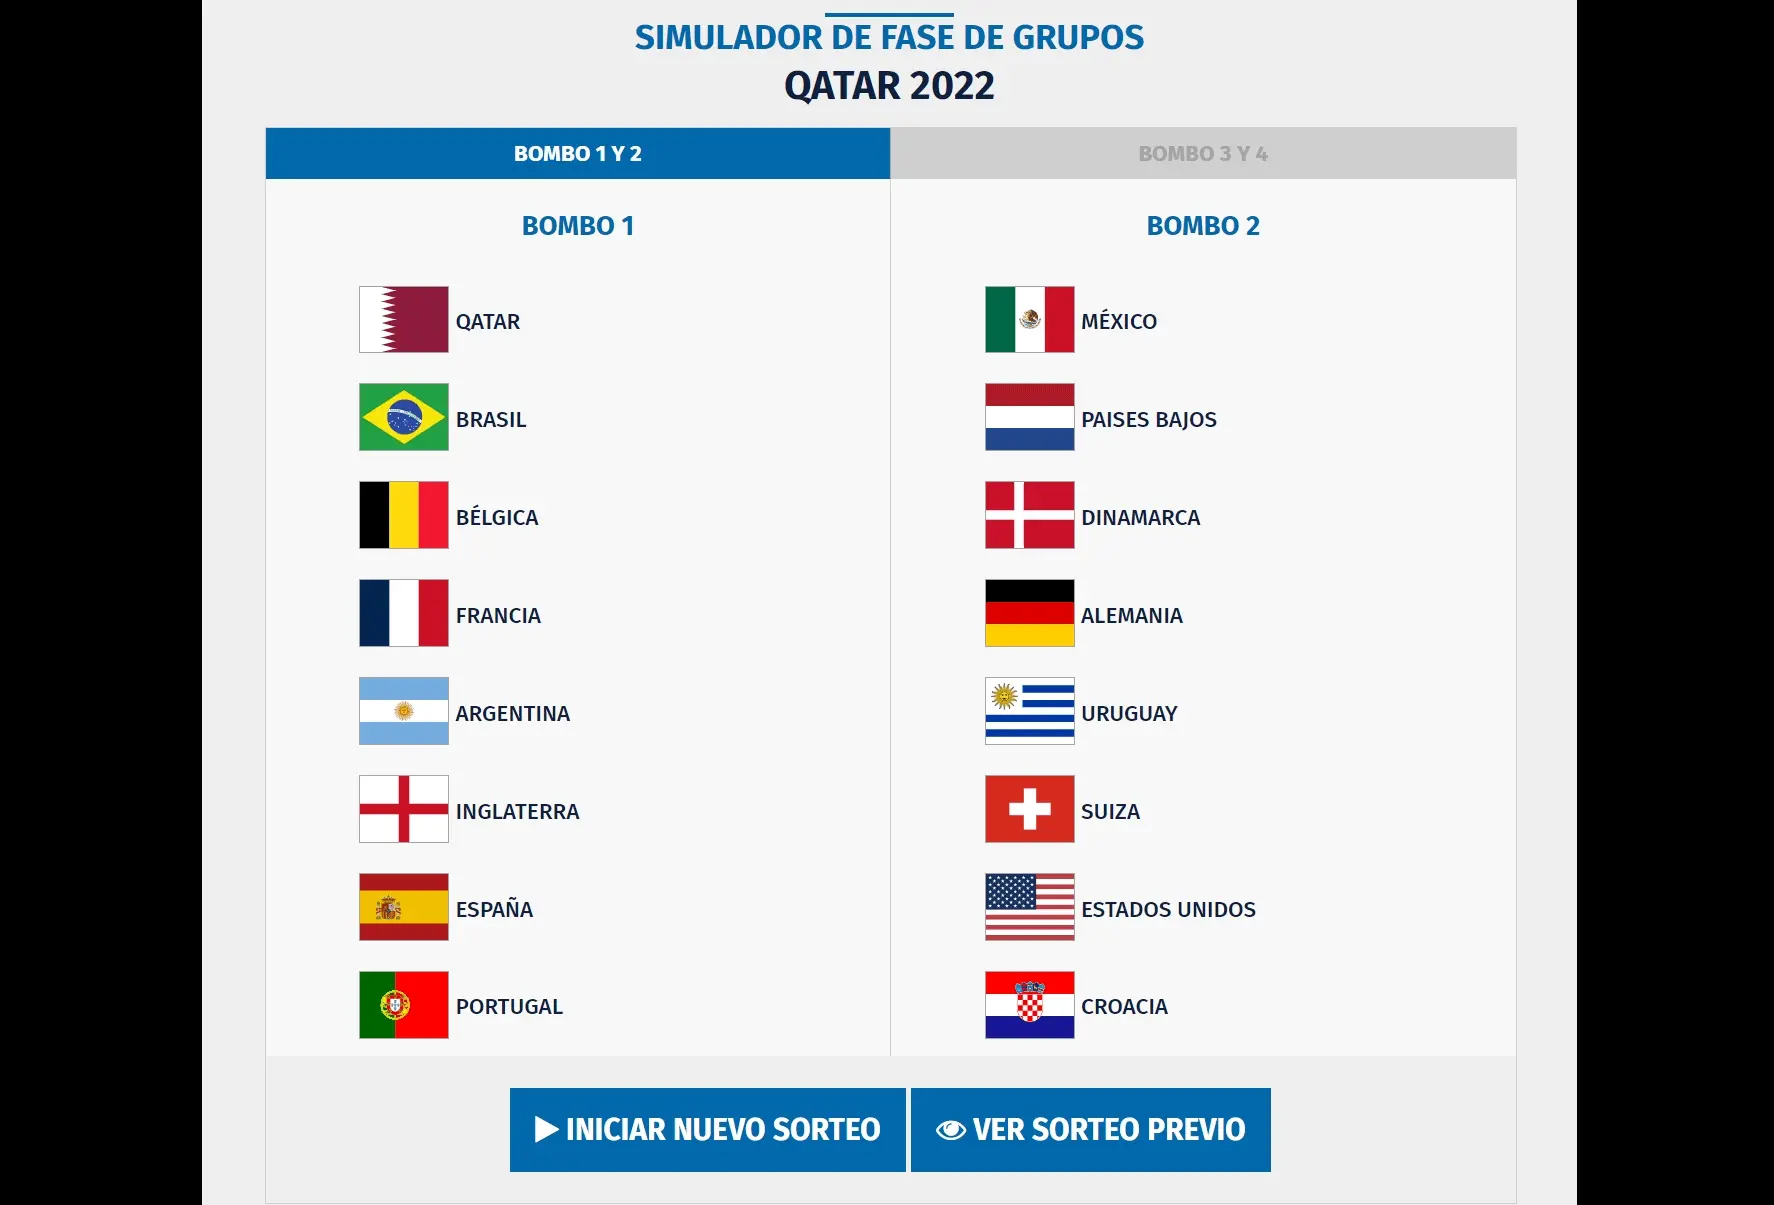 SIMULADOR DE FASE DE GRUPOS
QATAR 2022
BOMBO 1 Y 2
BOMBO 3 Y 4
BOMBO 1
QATAR
BRASIL
BÉLGICA
FRANCIA
ARGENTINA
INGLATERRA
ESPAÑA
PORTUGAL
BOMBO 2
MÉXICO
PAISES BAJOS
DINAMARCA
ALEMANIA
URUGUAY
SUIZA
ESTADOS UNIDOS
CROACIA
INICIAR NUEVO SORTEO
VER SORTEO PREVIO